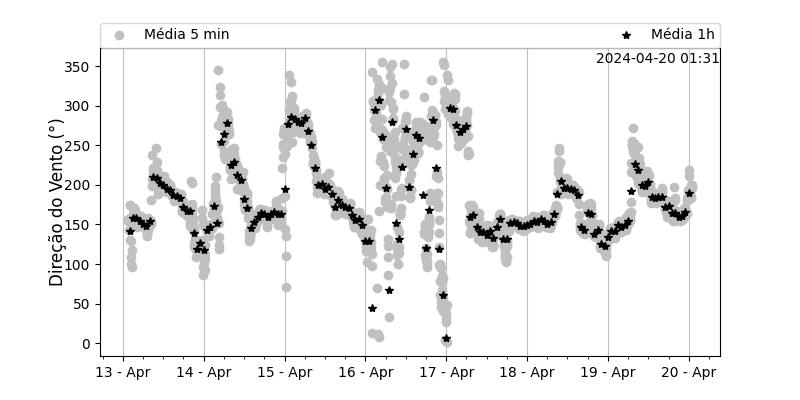 Média 5 min
Média 1h
2024-04-20 01:31
Direção do Vento (°)
350
300
250
200
150
100
50
0
13 - Apr
14 - Apr
15 - Apr
16 - Apr
17 - Apr
18 - Apr
19 - Apr
20 - Apr